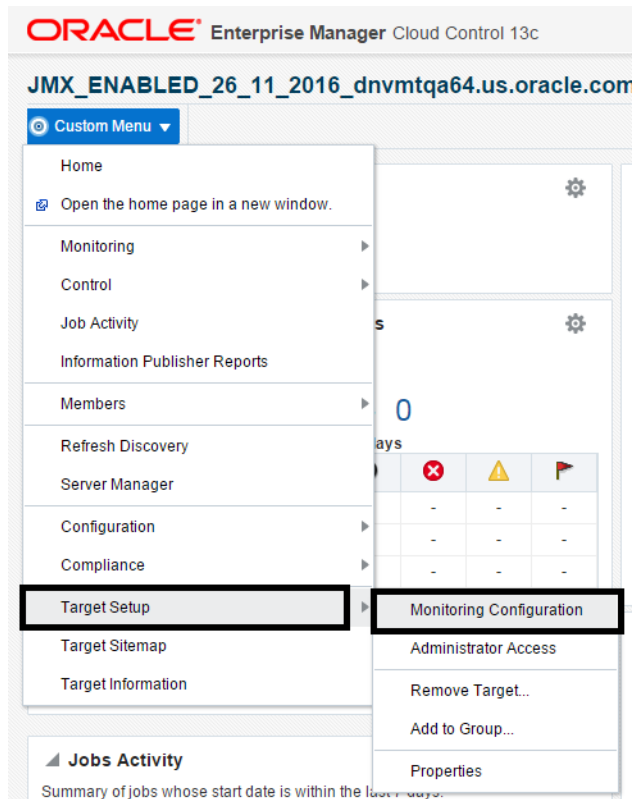 ORACLE Enterprise Manager Cloud Control 13c
JMX_ENABLED_26_11_2016_dnvmtqa64.us.oracle.com
Custom Menu
Home
Open the home page in a new window.
Monitoring
Control
Job Activity
s
Information Publisher Reports
Members
0
ays
Refresh Discovery
Server Manager
- - -
Configuration
- - -
Compliance
- - -
Target Setup
Monitoring Configuration
Target Sitemap
Administrator Access
Target Information
Remove Target...
Add to Group...
Jobs Activity
Properties
Summary of jobs whose start date is within the last 7 days.